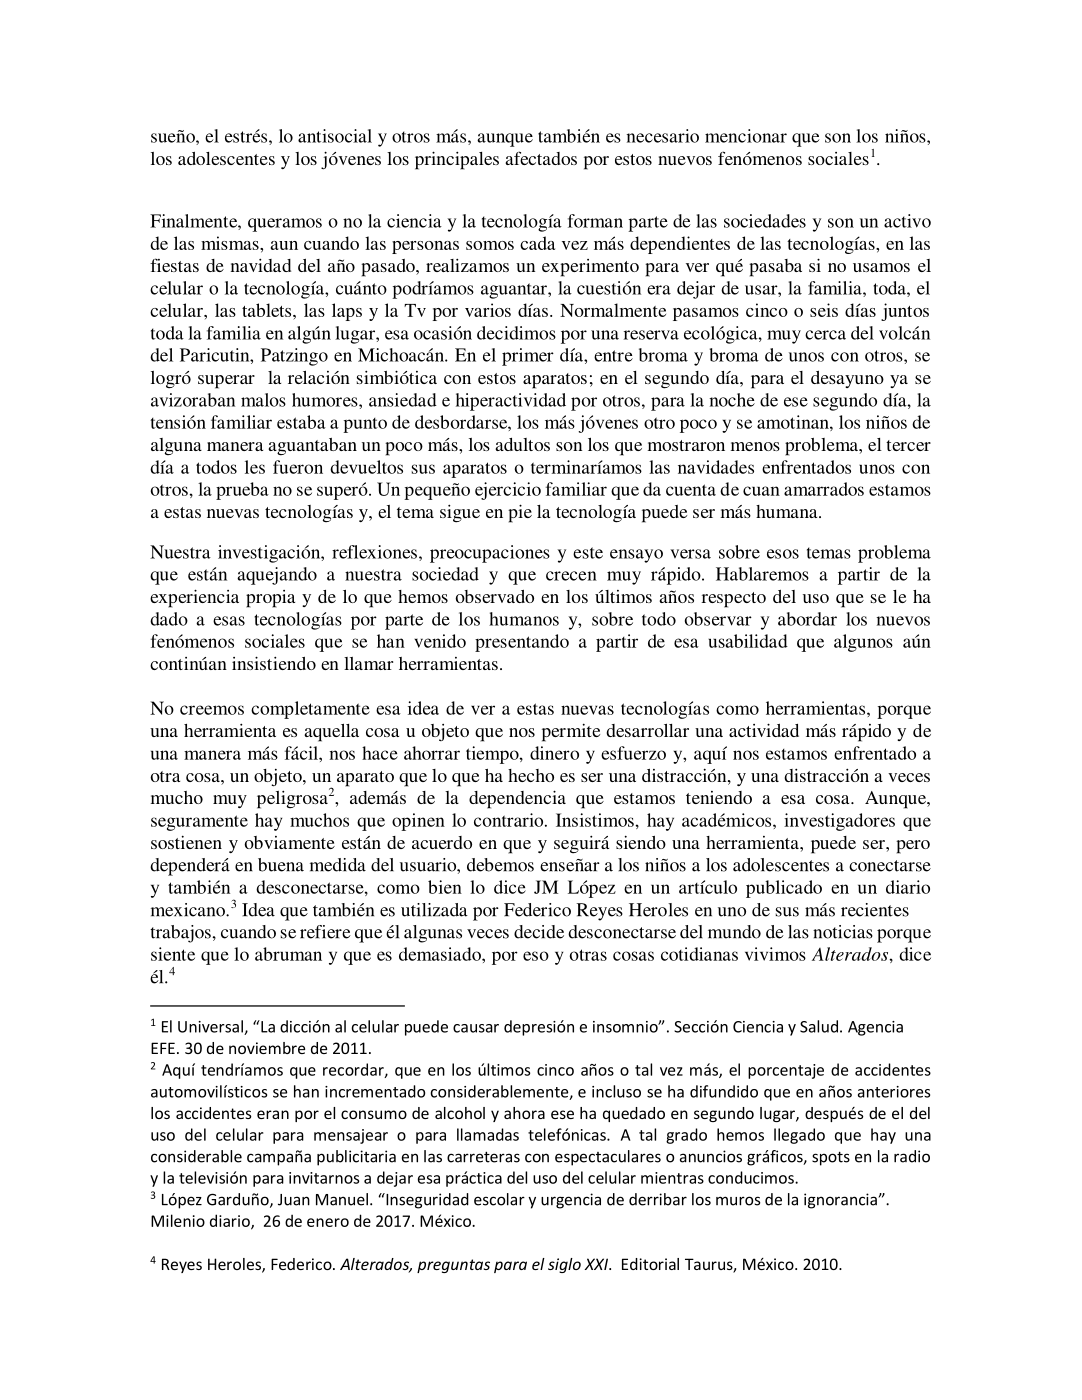 sueño, el estrés, lo antisocial y otros más, aunque también es necesario mencionar que son los niños,
los adolescentes y los jóvenes los principales afectados por estos nuevos fenómenos sociales1.
Finalmente, queramos o no la ciencia y la tecnología forman parte de las sociedades y son un activo
de las mismas, aun cuando las personas somos cada vez más dependientes de las tecnologías, en las
fiestas de navidad del año pasado, realizamos un experimento para ver qué pasaba si no usamos el
celular o la tecnología, cuánto podríamos aguantar, la cuestión era dejar de usar, la familia, toda, el
celular, las tablets, las laps y la Tv por varios días. Normalmente pasamos cinco o seis días juntos
toda la familia en algún lugar, esa ocasión decidimos por una reserva ecológica, muy cerca del volcán
del Paricutin, Patzingo en Michoacán. En el primer día, entre broma y broma de unos con otros, se
logró superar  la relación simbiótica con estos aparatos; en el segundo día, para el desayuno ya se
avizoraban malos humores, ansiedad e hiperactividad por otros, para la noche de ese segundo día, la
tensión familiar estaba a punto de desbordarse, los más jóvenes otro poco y se amotinan, los niños de
alguna manera aguantaban un poco más, los adultos son los que mostraron menos problema, el tercer
día a todos les fueron devueltos sus aparatos o terminaríamos las navidades enfrentados unos con
otros, la prueba no se superó. Un pequeño ejercicio familiar que da cuenta de cuan amarrados estamos
a estas nuevas tecnologías y, el tema sigue en pie la tecnología puede ser más humana.
Nuestra investigación, reflexiones, preocupaciones y este ensayo versa sobre esos temas problema
que están aquejando a nuestra sociedad y que crecen muy rápido. Hablaremos a partir de la
experiencia propia y de lo que hemos observado en los últimos años respecto del uso que se le ha
dado a esas tecnologías por parte de los humanos y, sobre todo observar y abordar los nuevos
fenómenos sociales que se han venido presentando a partir de esa usabilidad que algunos aún
continúan insistiendo en llamar herramientas.
No creemos completamente esa idea de ver a estas nuevas tecnologías como herramientas, porque
una herramienta es aquella cosa u objeto que nos permite desarrollar una actividad más rápido y de
una manera más fácil, nos hace ahorrar tiempo, dinero y esfuerzo y, aquí nos estamos enfrentado a
otra cosa, un objeto, un aparato que lo que ha hecho es ser una distracción, y una distracción a veces
mucho muy peligrosa2, además de la dependencia que estamos teniendo a esa cosa. Aunque,
seguramente hay muchos que opinen lo contrario. Insistimos, hay académicos, investigadores que
sostienen y obviamente están de acuerdo en que y seguirá siendo una herramienta, puede ser, pero
dependerá en buena medida del usuario, debemos enseñar a los niños a los adolescentes a conectarse
y también a desconectarse, como bien lo dice JM López en un artículo publicado en un diario
mexicano.3 Idea que también es utilizada por Federico Reyes Heroles en uno de sus más recientes
trabajos, cuando se refiere que él algunas veces decide desconectarse del mundo de las noticias porque
siente que lo abruman y que es demasiado, por eso y otras cosas cotidianas vivimos Alterados, dice
él.4
1 El Universal, “La dicción al celular puede causar depresión e insomnio”. Sección Ciencia y Salud. Agencia
EFE. 30 de noviembre de 2011.
2 Aquí tendríamos que recordar, que en los últimos cinco años o tal vez más, el porcentaje de accidentes
automovilísticos se han incrementado considerablemente, e incluso se ha difundido que en años anteriores
los accidentes eran por el consumo de alcohol y ahora ese ha quedado en segundo lugar, después de el del
uso del celular para mensajear o para llamadas telefónicas. A tal grado hemos llegado que hay una
considerable campaña publicitaria en las carreteras con espectaculares o anuncios gráficos, spots en la radio
y la televisión para invitarnos a dejar esa práctica del uso del celular mientras conducimos.
3 López Garduño, Juan Manuel. “Inseguridad escolar y urgencia de derribar los muros de la ignorancia”.
Milenio diario,  26 de enero de 2017. México.
4 Reyes Heroles, Federico. Alterados, preguntas para el siglo XXI.  Editorial Taurus, México. 2010.